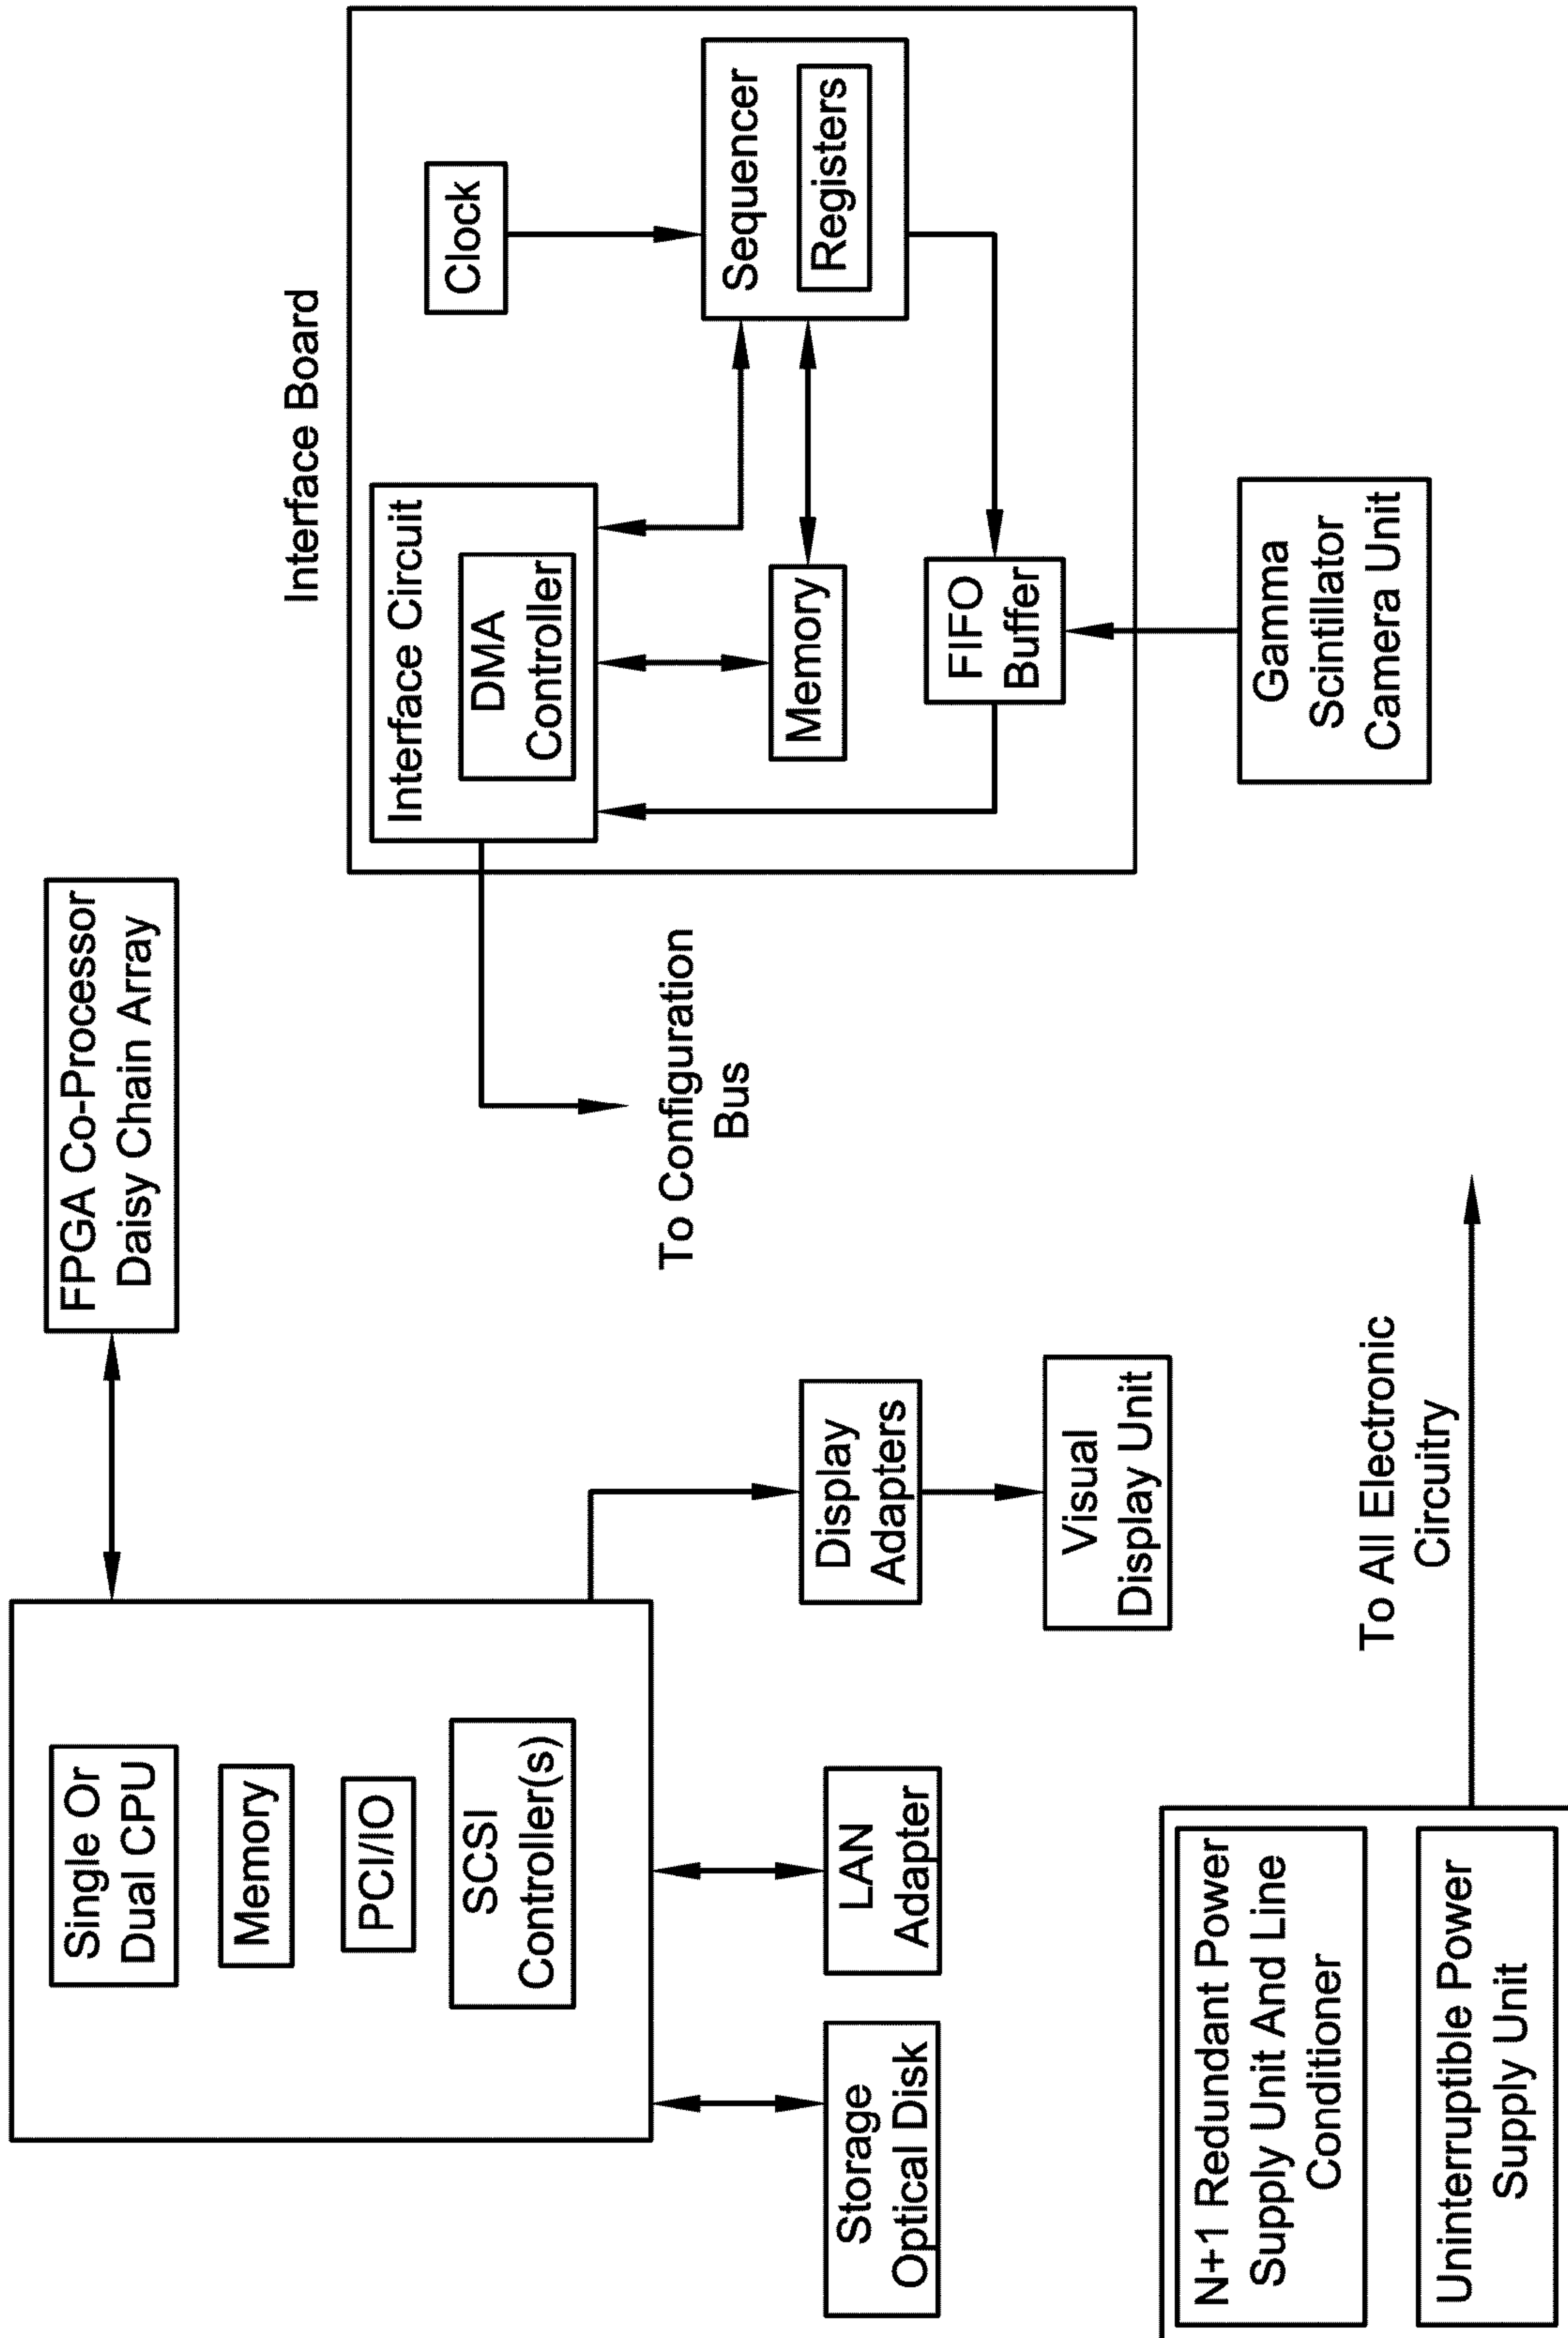 Single Or
Dual CPU
Memory
PCI/IO
SCSI
Controller(s)
FPGA Co-Processor
Daisy Chain Array
Storage
Optical Disk
LAN
Adapter
Display
Adapters
Visual
Display Unit
To Configuration
Bus
Interface Board
Interface Circuit
DMA
Controller
Clock
Memory
Sequencer
Registers
FIFO
Buffer
Gamma
Scintillator
Camera Unit
N+1 Redundant Power
Supply Unit And Line
Conditioner
Uninterruptible Power
Supply Unit
To All Electronic
Circuitry